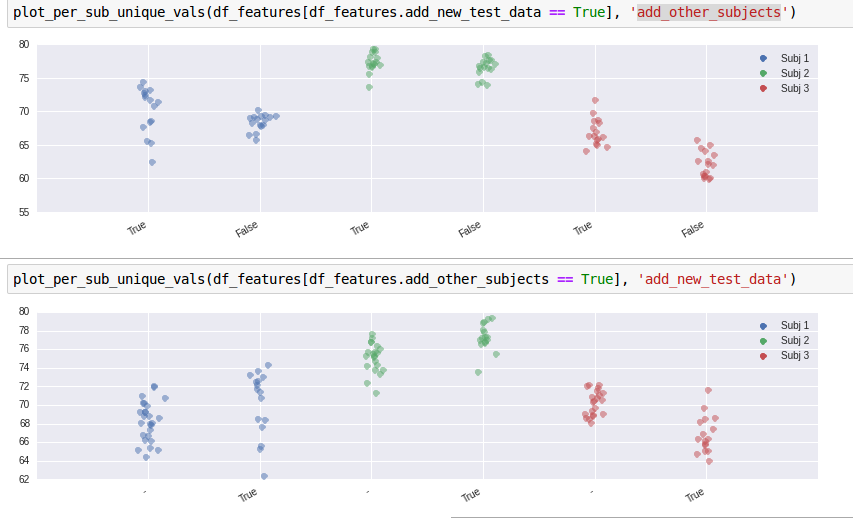 plot_per_sub_unique_vals(df_features[df_features.add_new_test_data == True], 'add_other_subjects')
80
75
70
65
60
55
Subj 1
Subj 2
Subj 3
True False True False True False
plot_per_sub_unique_vals(df_features[df_features.add_other_subjects == True], 'add_new_test_data')
80
78
76
74
72
70
68
66
64
62
Subj 1
Subj 2
Subj 3
- True - True - True